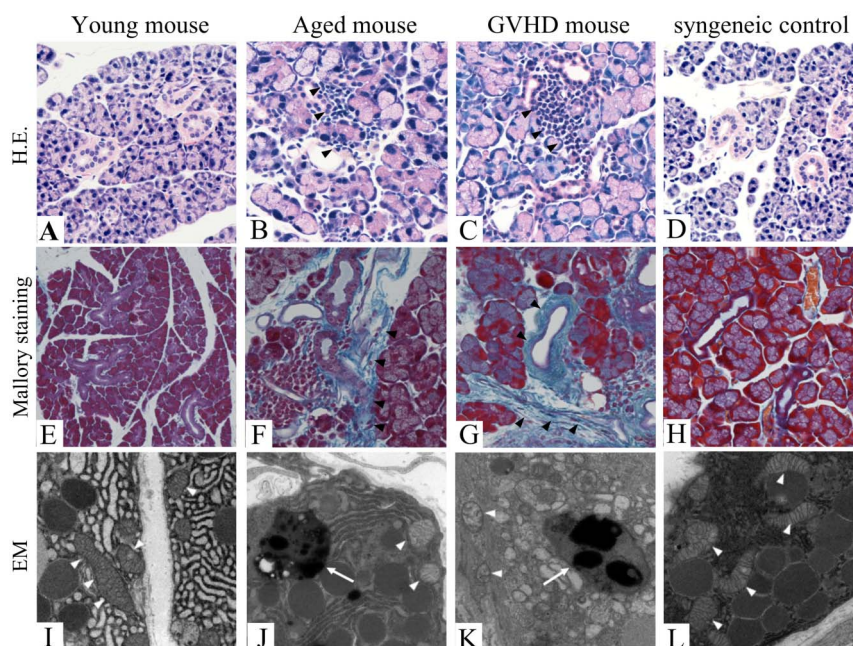 Young mouse Aged mouse GVHD mouse syngeneic control
H.E.
A B C D
Mallory staining
E F G H
EM
I J K L